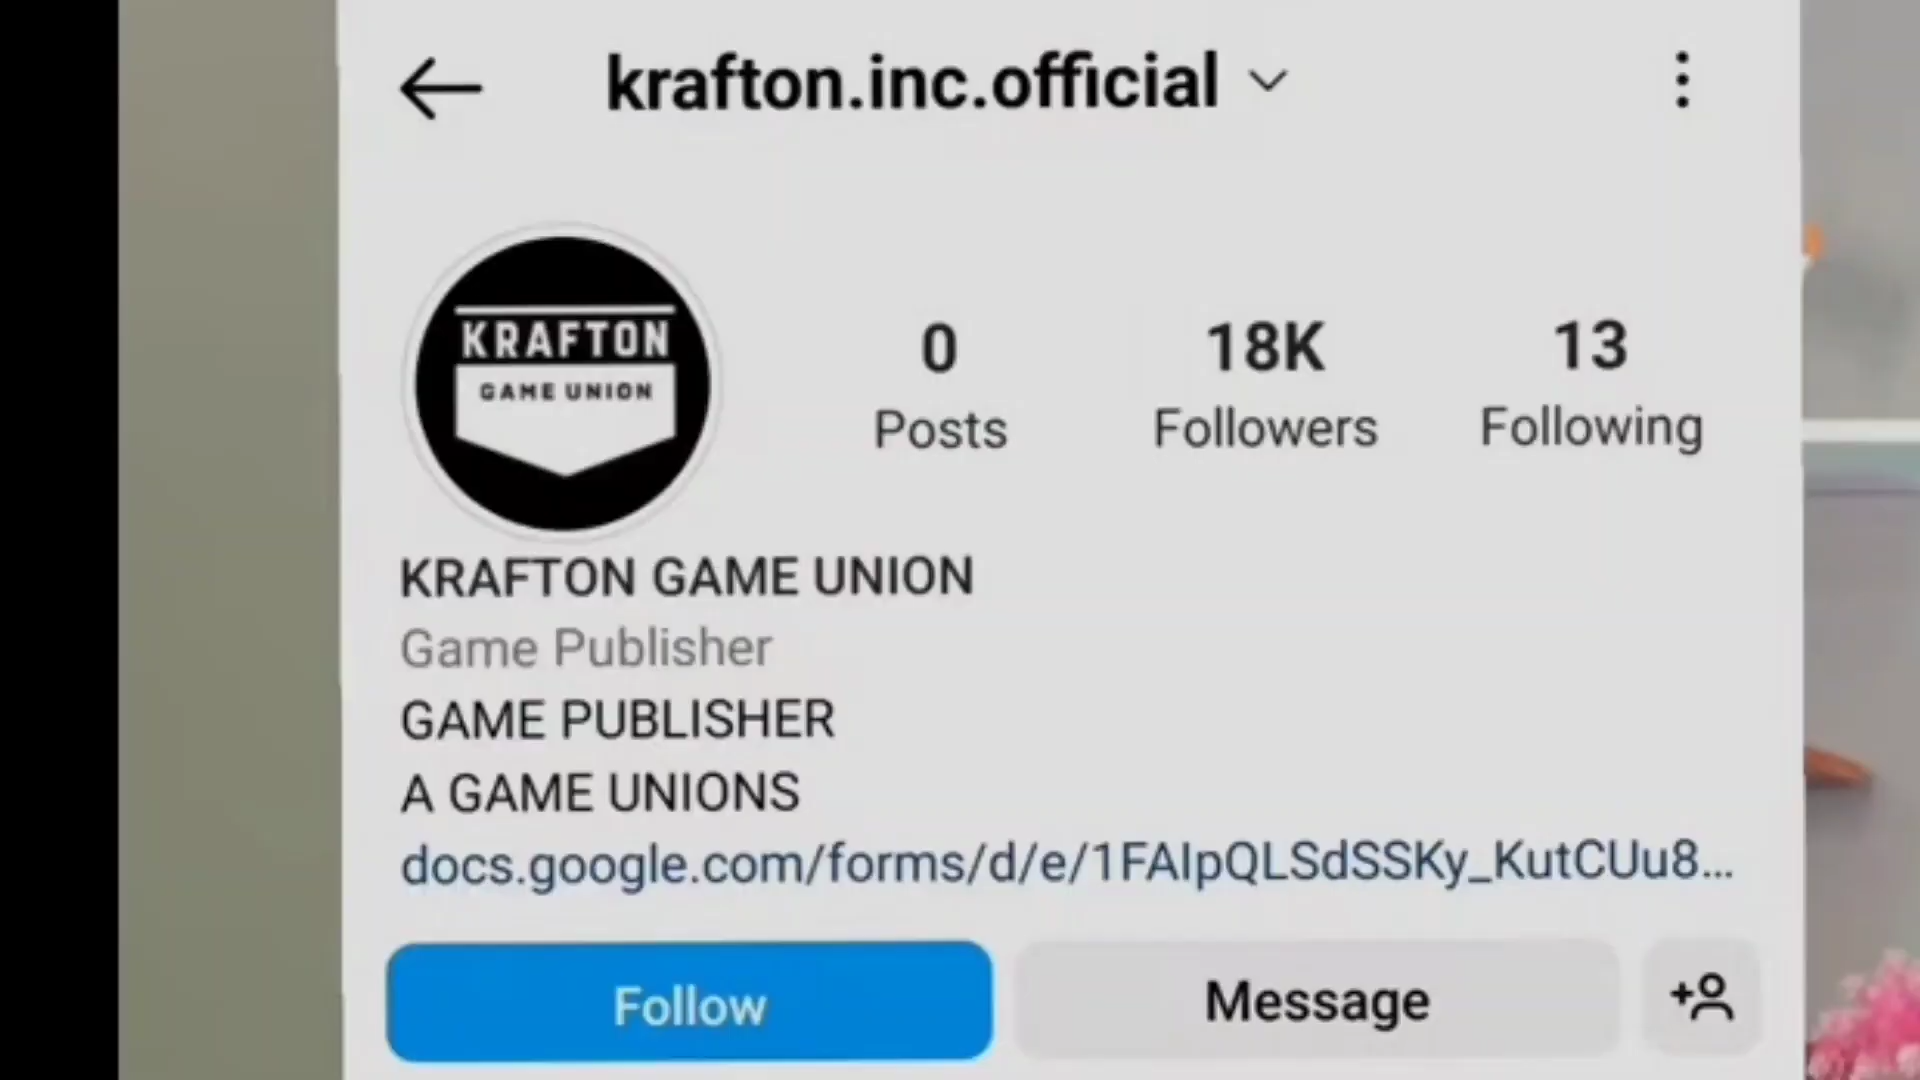 krafton.inc.official
KRAFTON
GAME UNION
0
Posts
18K
Followers
13
Following
KRAFTON GAME UNION
Game Publisher
GAME PUBLISHER
A GAME UNIONS
docs.google.com/forms/d/e/1FAIpQLSdSSKy_KutCUu8...
Follow
Message